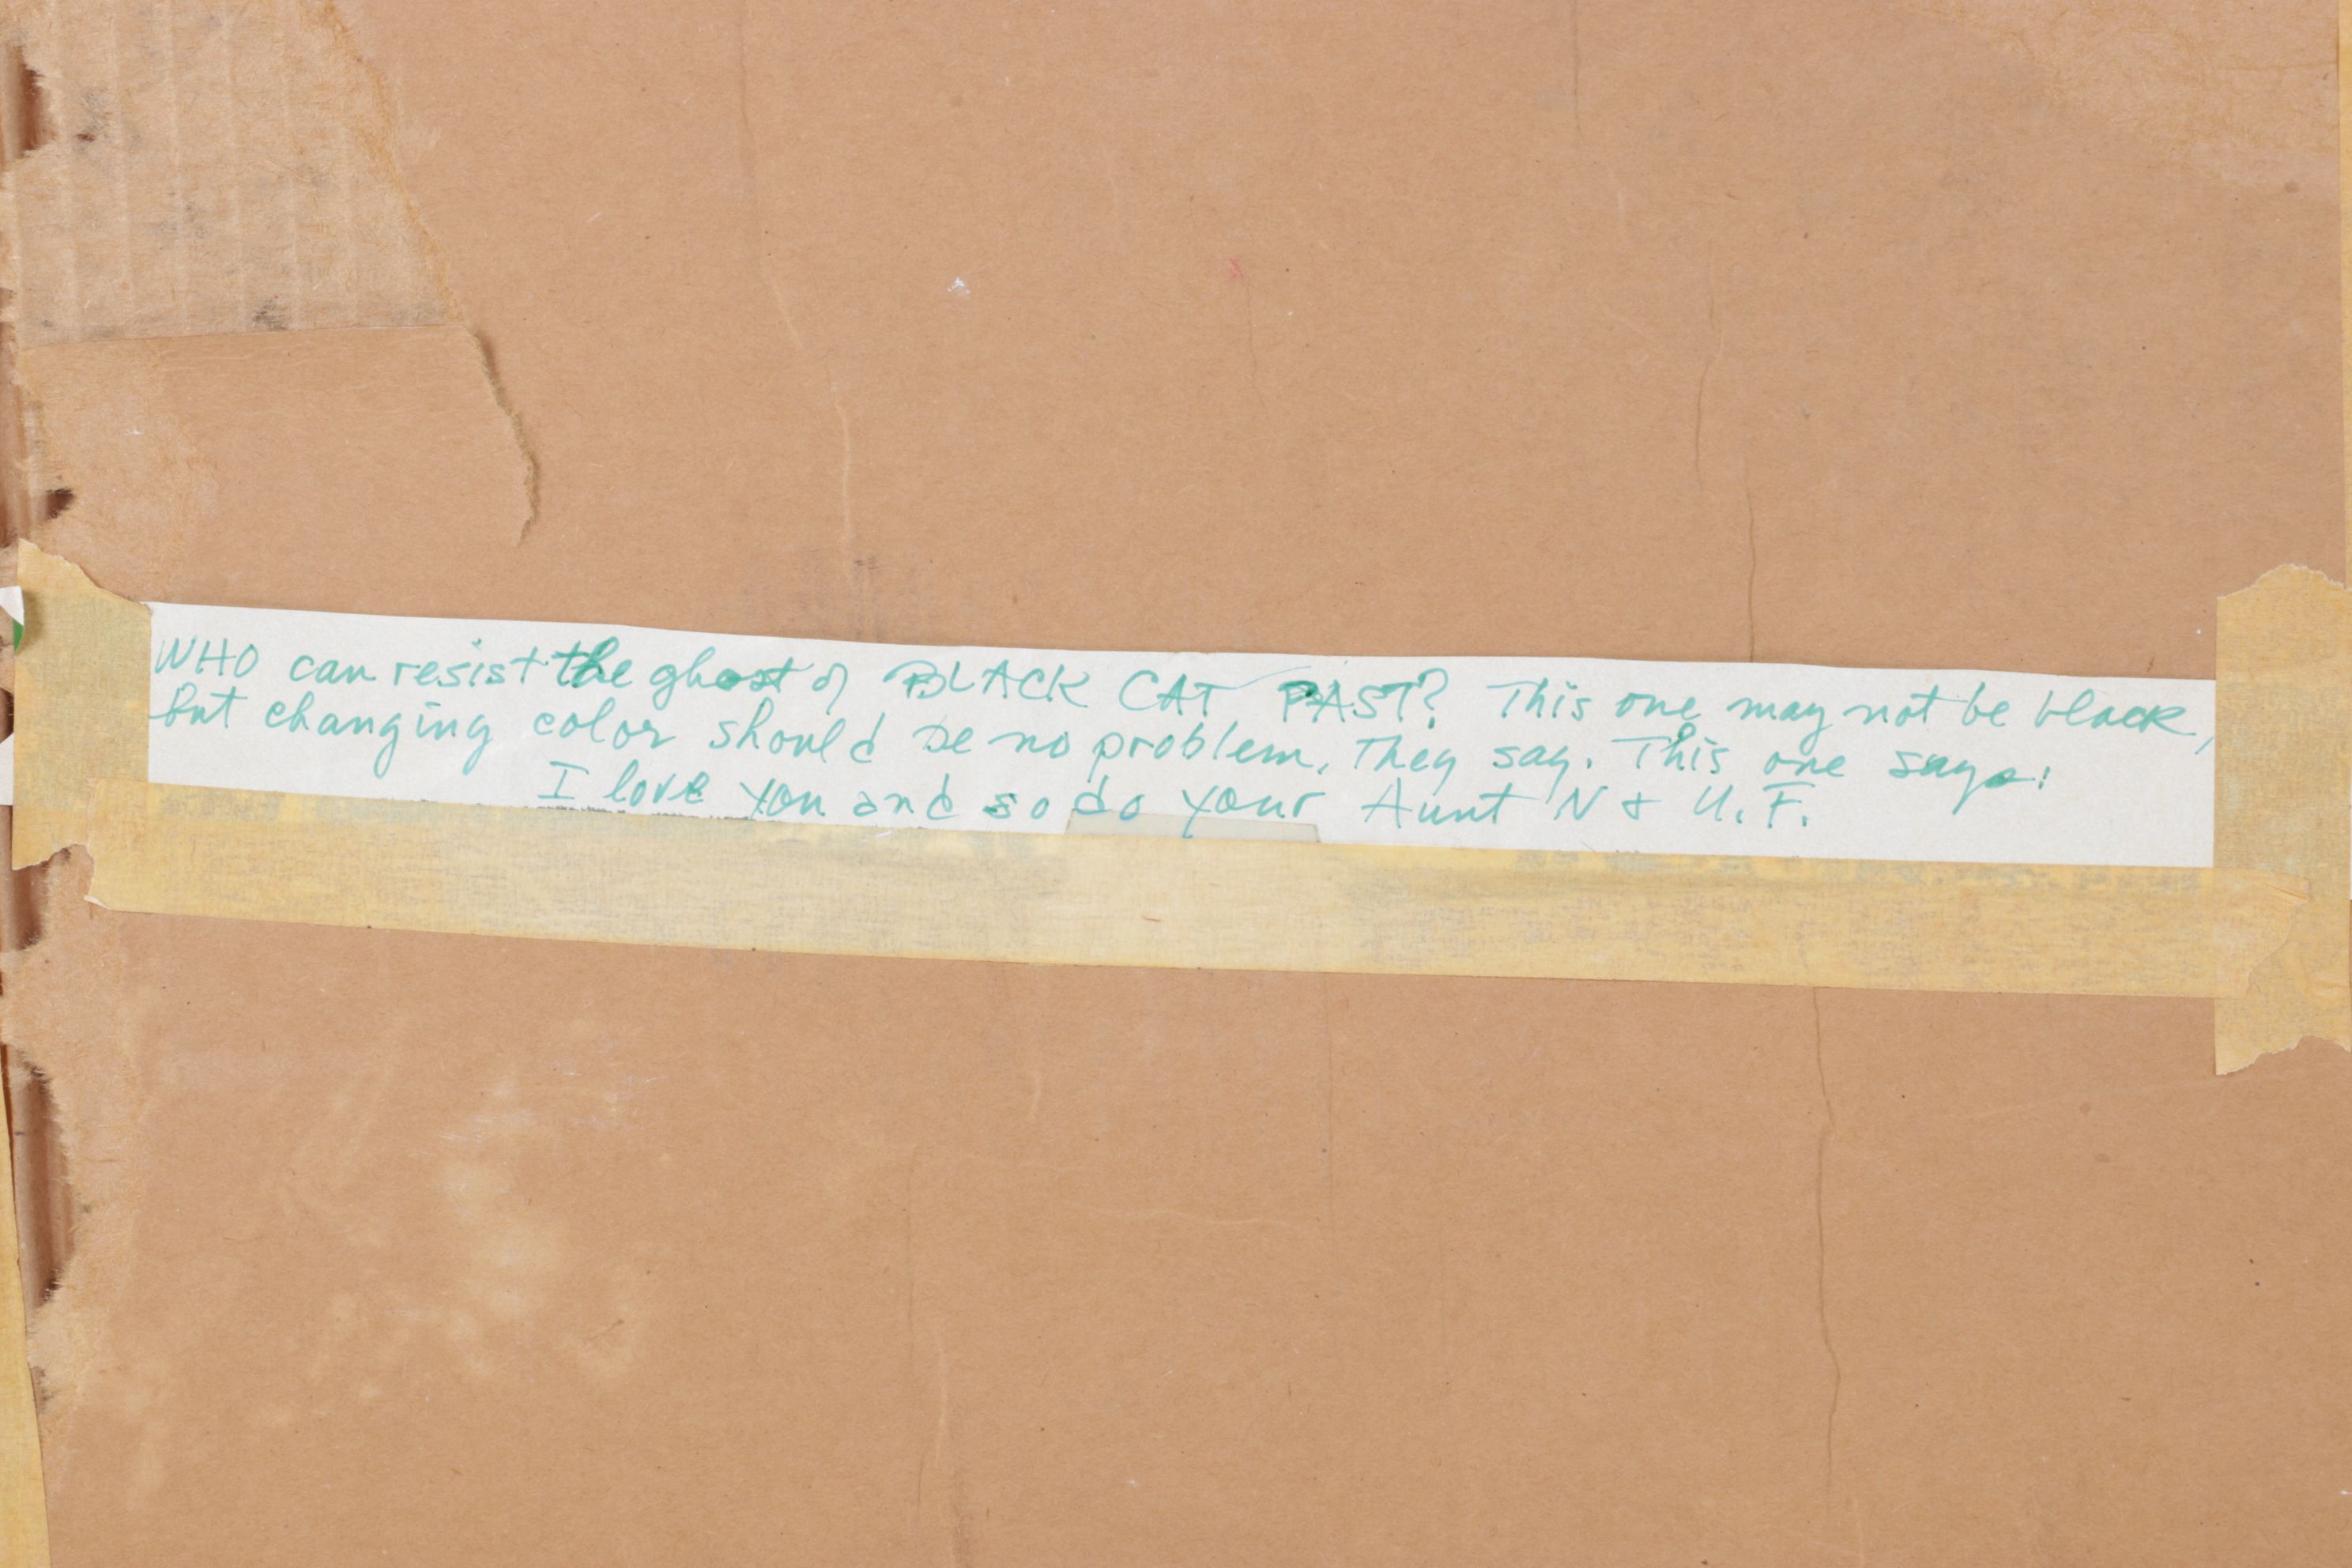 WHO can resist the ghost of BLACK CAT PAST? This one may not be black,
but changing color should be no problem, they say. This one says:
I love you and so do your Aunt N & U.F.